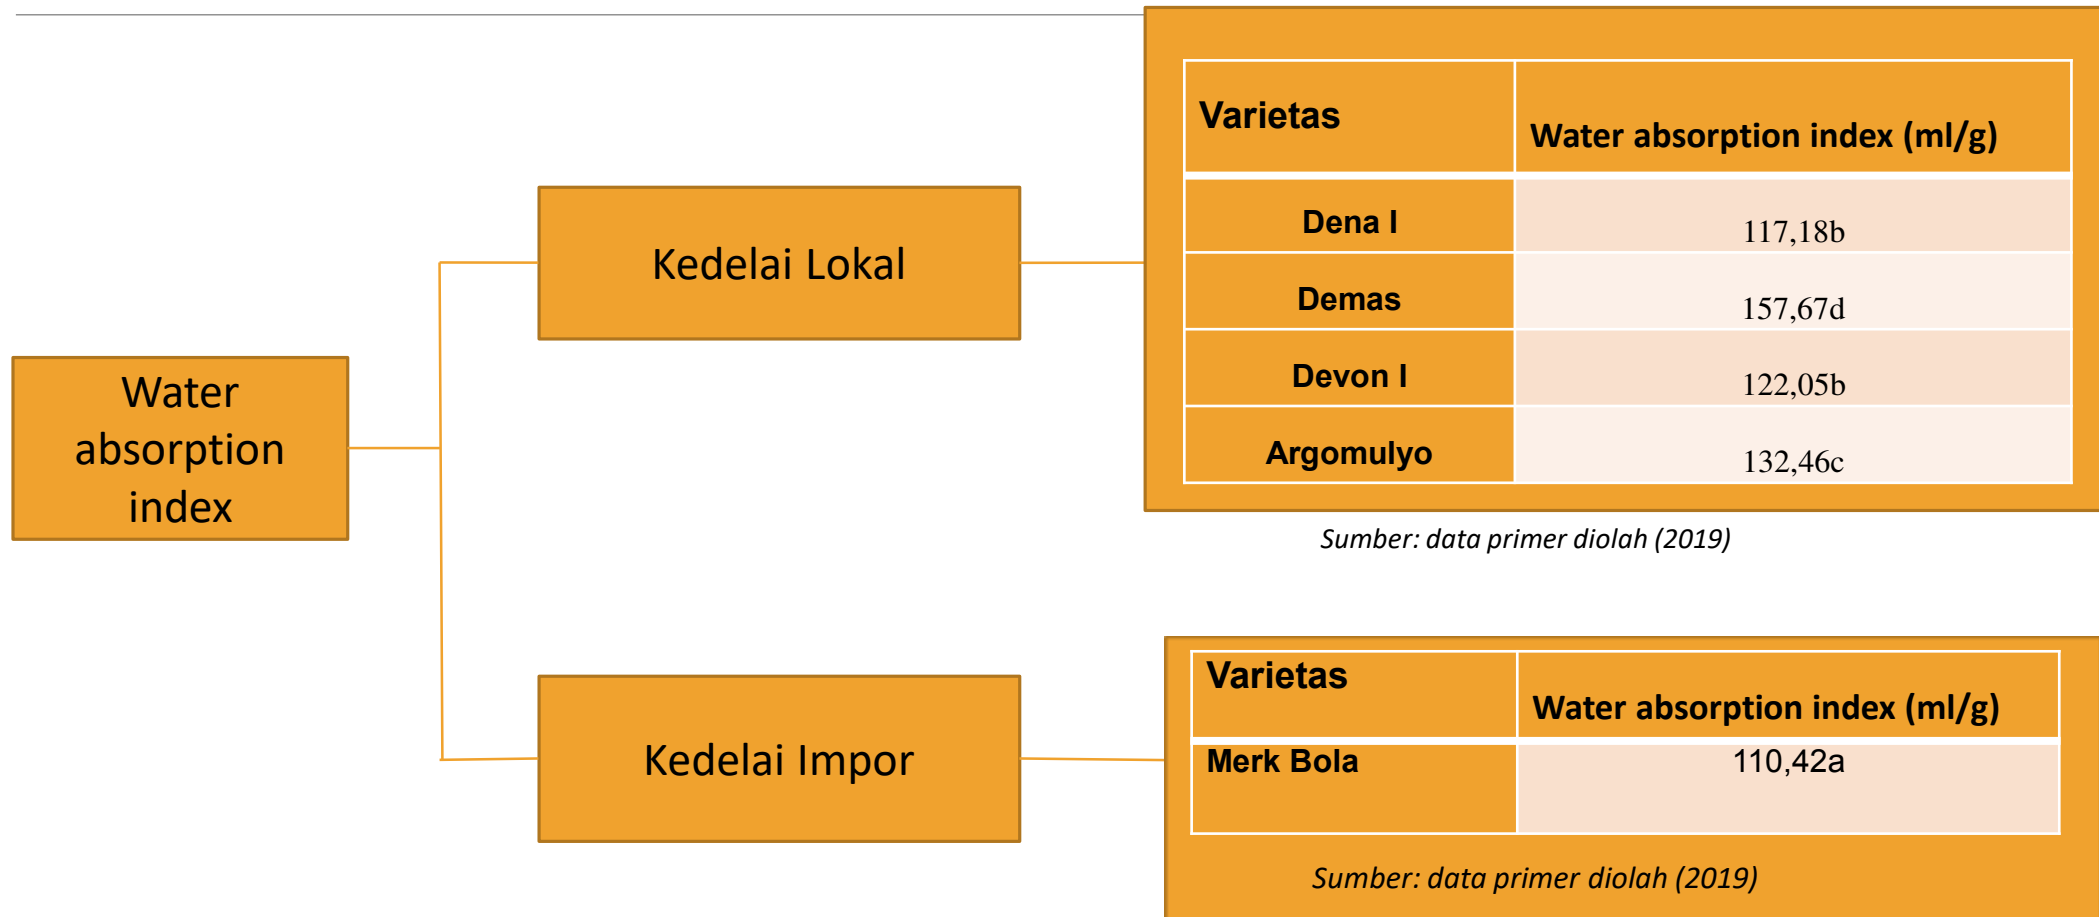 Water
absorption
index
Kedelai Lokal
Varietas
Water absorption index (ml/g)
Dena I
117,18b
Demas
157,67d
Devon I
122,05b
Argomulyo
132,46c
Sumber: data primer diolah (2019)
Kedelai Impor
Varietas
Water absorption index (ml/g)
Merk Bola
110,42a
Sumber: data primer diolah (2019)